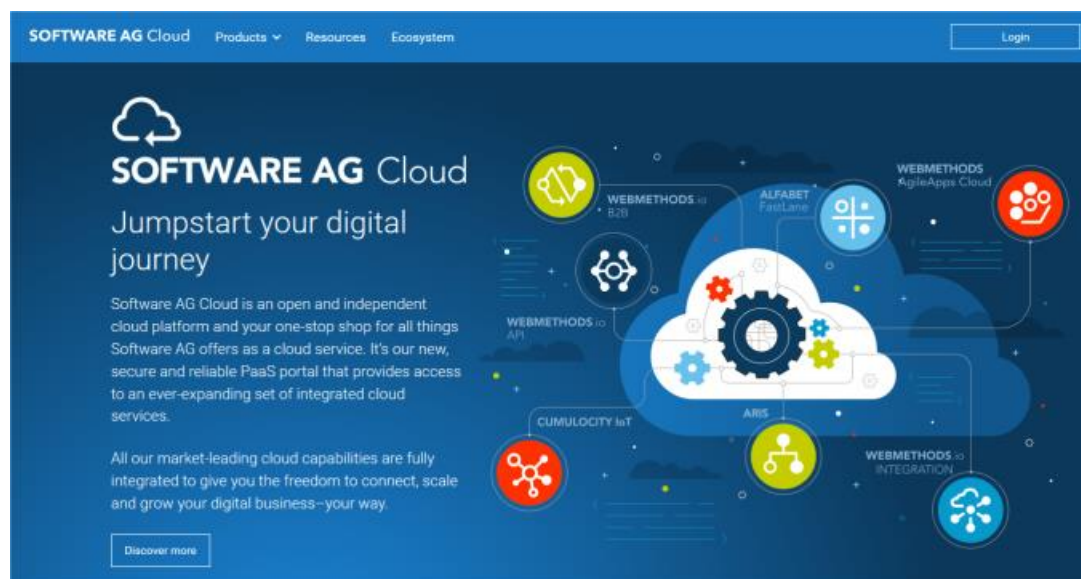 SOFTWARE AG Cloud
Products
Resources
Ecosystem
Login
SOFTWARE AG Cloud
Jumpstart your digital
journey
Software AG Cloud is an open and independent
cloud platform and your one-stop shop for all things
Software AG offers as a cloud service. It's our new,
secure and reliable PaaS portal that provides access
to an ever-expanding set of integrated cloud
services.
All our market-leading cloud capabilities are fully
integrated to give you the freedom to connect, scale
and grow your digital business–your way.
Discover more
WEBMETHODS.io
B2B
ALFABET
FastLane
WEBMETHODS
AgileApps Cloud
WEBMETHODS.io
API
CUMULOCITY IoT
ARIS
WEBMETHODS.io
INTEGRATION